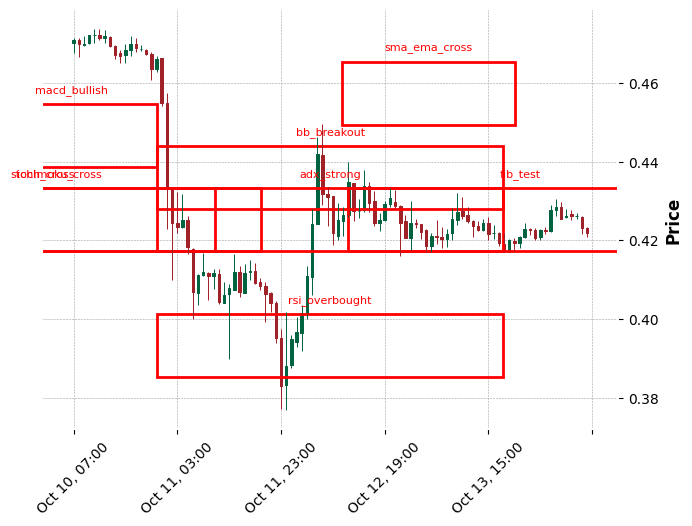 sma_ema_cross
macd_bullish
bb_breakout
adx_strong
fib_test
rsi_overbought
0.46
0.44
0.42
0.40
0.38
Price
Oct 10, 07:00
Oct 11, 03:00
Oct 11, 23:00
Oct 12, 19:00
Oct 13, 15:00